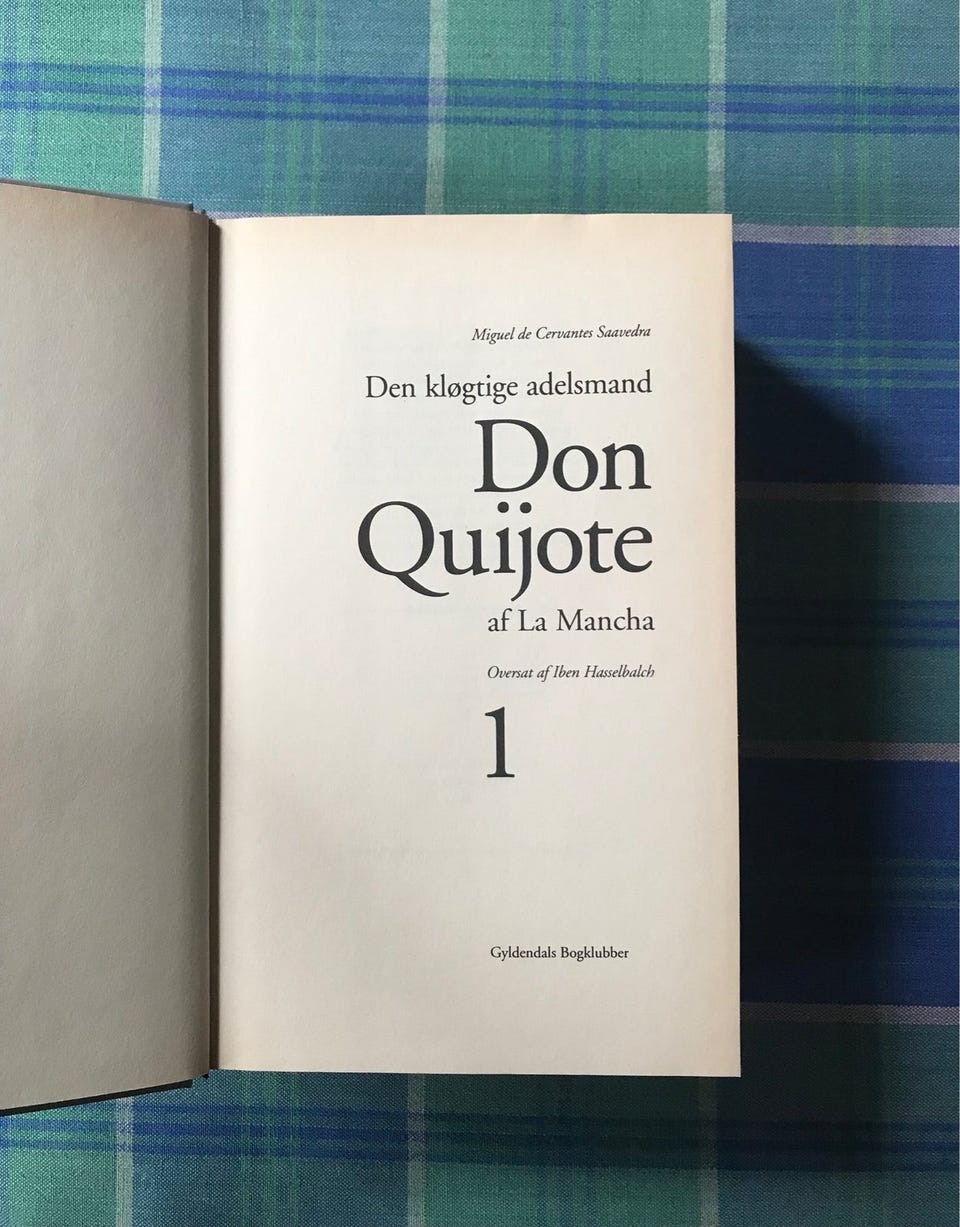 Miguel de Cervantes Saavedra
Den kløgtige adelsmand
Don
Quijote
af La Mancha
Oversat af Iben Hasselbalch
1
Gyldendals Bogklubber